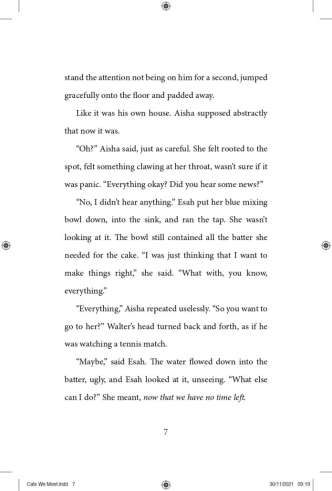 stand the attention not being on him for a second, jumped
gracefully onto the floor and padded away.
Like it was his own house. Aisha supposed abstractly
that now it was.
“Oh?” Aisha said, just as careful. She felt rooted to the
spot, felt something clawing at her throat, wasn’t sure if it
was panic. “Everything okay? Did you hear some news?”
“No, I didn’t hear anything.” Esah put her blue mixing
bowl down, into the sink, and ran the tap. She wasn’t
looking at it. The bowl still contained all the batter she
needed for the cake. “I was just thinking that I want to
make things right,” she said. “What with, you know,
everything.”
“Everything,” Aisha repeated uselessly. “So you want to
go to her?” Walter’s head turned back and forth, as if he
was watching a tennis match.
“Maybe,” said Esah. The water flowed down into the
batter, ugly, and Esah looked at it, unseeing. “What else
can I do?” She meant, now that we have no time left.
7
Cats We Meet.indd 7
30/11/2021 09:19